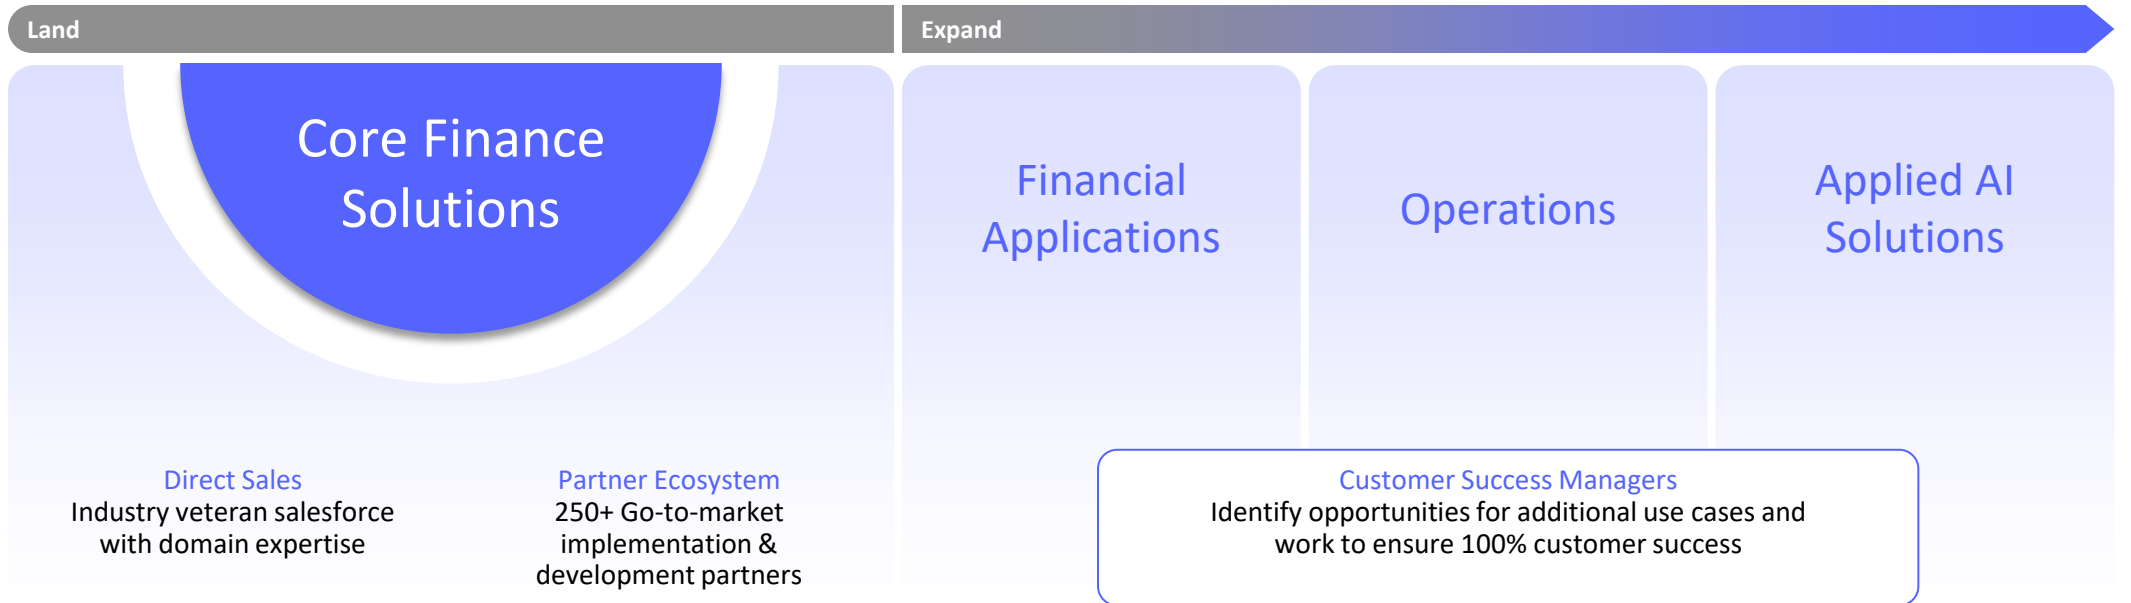 Land
Expand
Core Finance
Solutions
Financial
Applications
Operations
Applied AI
Solutions
Direct Sales
Industry veteran salesforce
with domain expertise
Partner Ecosystem
250+ Go-to-market
implementation &
development partners
Customer Success Managers
Identify opportunities for additional use cases and
work to ensure 100% customer success